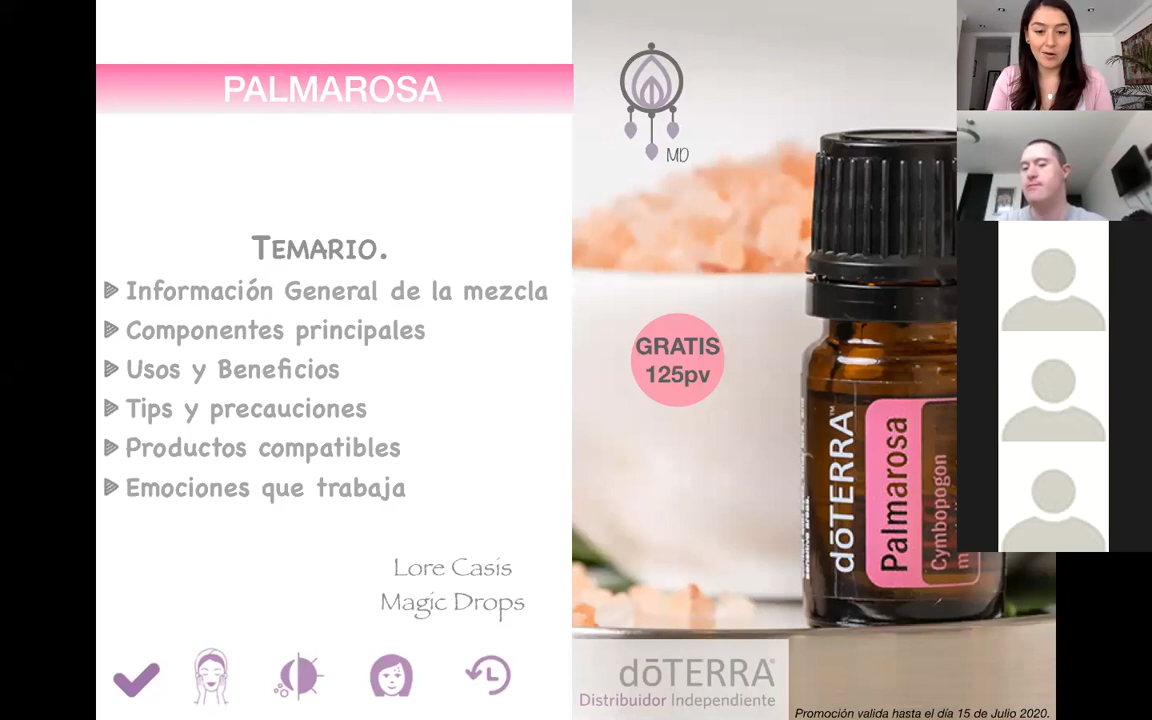 PALMAROSA
TEMARIO.
Información General de la mezcla
Componentes principales
Usos y Beneficios
Tips y precauciones
Productos compatibles
Emociones que trabaja
Lore Casis
Magic Drops
MD
GRATIS
125pv
dōTERRA™
Palmarosa
Cymbopogon
dōTERRA
Distribuidor Independiente
Promoción valida hasta el día 15 de Julio 2020.